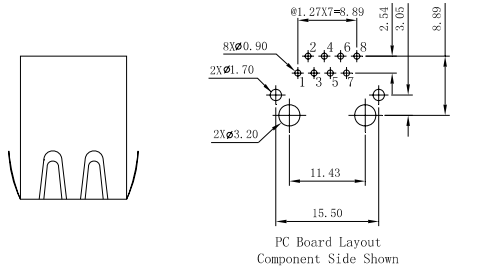 @1.27X7=8.89
2.54
3.05
8.89
8Xø0.90
2 4 6 8
2Xø1.70
1 3 5 7
2Xø3.20
11.43
15.50
PC Board Layout
Component Side Shown